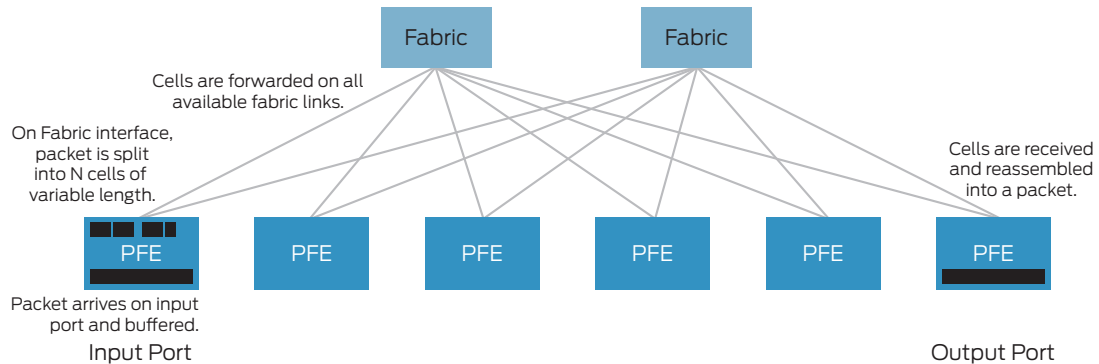 Fabric
Fabric
Cells are forwarded on all
available fabric links.
On Fabric interface,
packet is split
into N cells of
variable length.
Cells are received
and reassembled
into a packet.
PFE
PFE
PFE
PFE
PFE
PFE
Packet arrives on input
port and buffered.
Input Port
Output Port